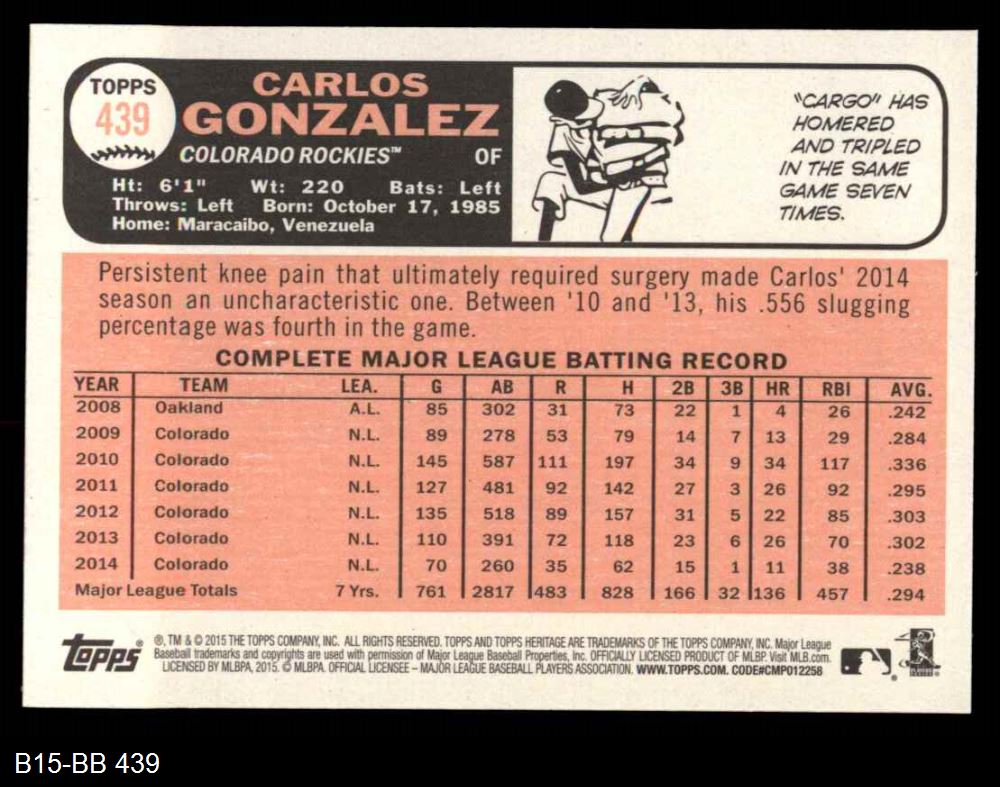 TOPPS
439
CARLOS
GONZALEZ
COLORADO ROCKIES™ OF
Ht: 6'1" Wt: 220 Bats: Left
Throws: Left Born: October 17, 1985
Home: Maracaibo, Venezuela
"CARGO" HAS
HOMERED
AND TRIPLED
IN THE SAME
GAME SEVEN
TIMES.
Persistent knee pain that ultimately required surgery made Carlos' 2014
season an uncharacteristic one. Between '10 and '13, his .556 slugging
percentage was fourth in the game.
COMPLETE MAJOR LEAGUE BATTING RECORD
YEAR TEAM LEA. G AB R H 2B 3B HR RBI AVG.
2008 Oakland A.L. 85 302 31 73 22 1 4 26 .242
2009 Colorado N.L. 89 278 53 79 14 7 13 29 .284
2010 Colorado N.L. 145 587 111 197 34 9 34 117 .336
2011 Colorado N.L. 127 481 92 142 27 3 26 92 .295
2012 Colorado N.L. 135 518 89 157 31 5 22 85 .303
2013 Colorado N.L. 110 391 72 118 23 6 26 70 .302
2014 Colorado N.L. 70 260 35 62 15 1 11 38 .238
Major League Totals 7 Yrs. 761 2817 483 828 166 32 136 457 .294
Topps®
®, TM & © 2015 THE TOPPS COMPANY, INC. ALL RIGHTS RESERVED. TOPPS AND TOPPS HERITAGE ARE TRADEMARKS OF THE TOPPS COMPANY, INC. Major League
Baseball trademarks and copyrights are used with permission of Major League Baseball Properties, Inc. OFFICIALLY LICENSED PRODUCT OF MLBP. Visit MLB.com.
LICENSED BY MLBPA, 2015. © MLBPA. OFFICIAL LICENSEE – MAJOR LEAGUE BASEBALL PLAYERS ASSOCIATION. WWW.TOPPS.COM. CODE#CMP012258
B15-BB 439